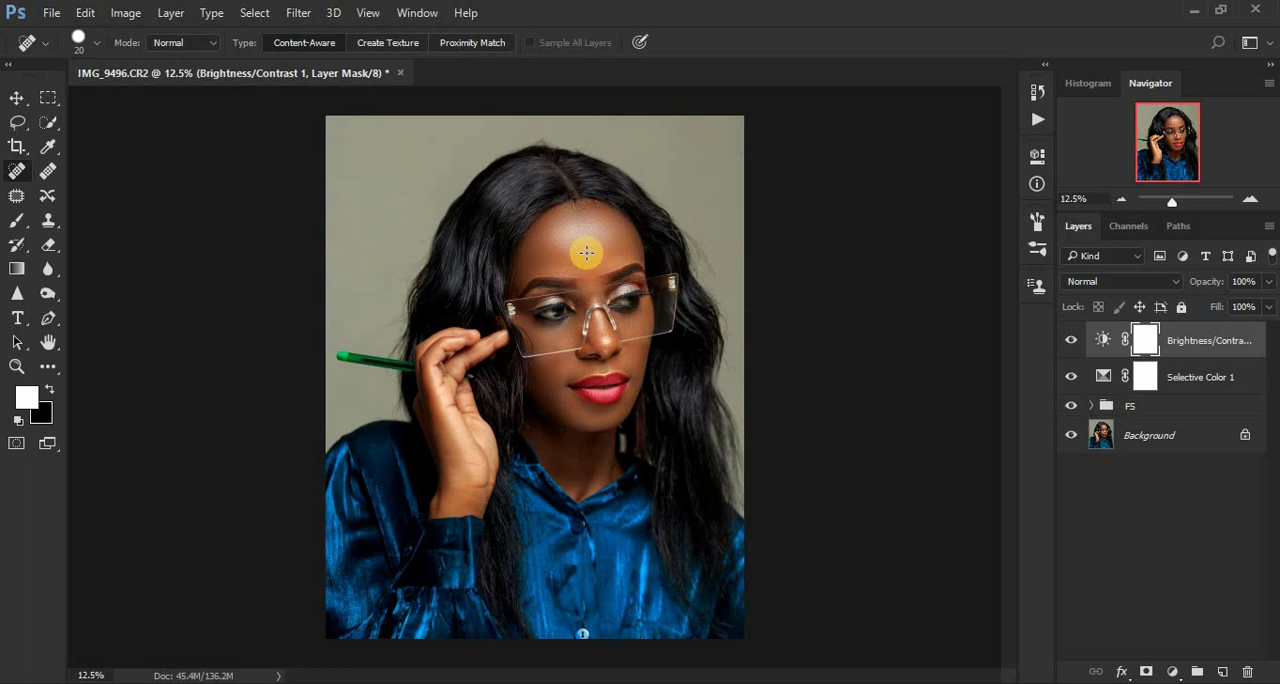 Ps File Edit Image Layer Type Select Filter 3D View Window Help
20 Mode: Normal Type: Content-Aware Create Texture Proximity Match Sample All Layers
IMG_9496.CR2 @ 12.5% (Brightness/Contrast 1, Layer Mask/8) *
Histogram Navigator
12.5%
Layers Channels Paths
Kind
Normal Opacity: 100%
Lock: Fill: 100%
Brightness/Contra...
Selective Color 1
FS
Background
12.5% Doc: 45.4M/136.2M
fx